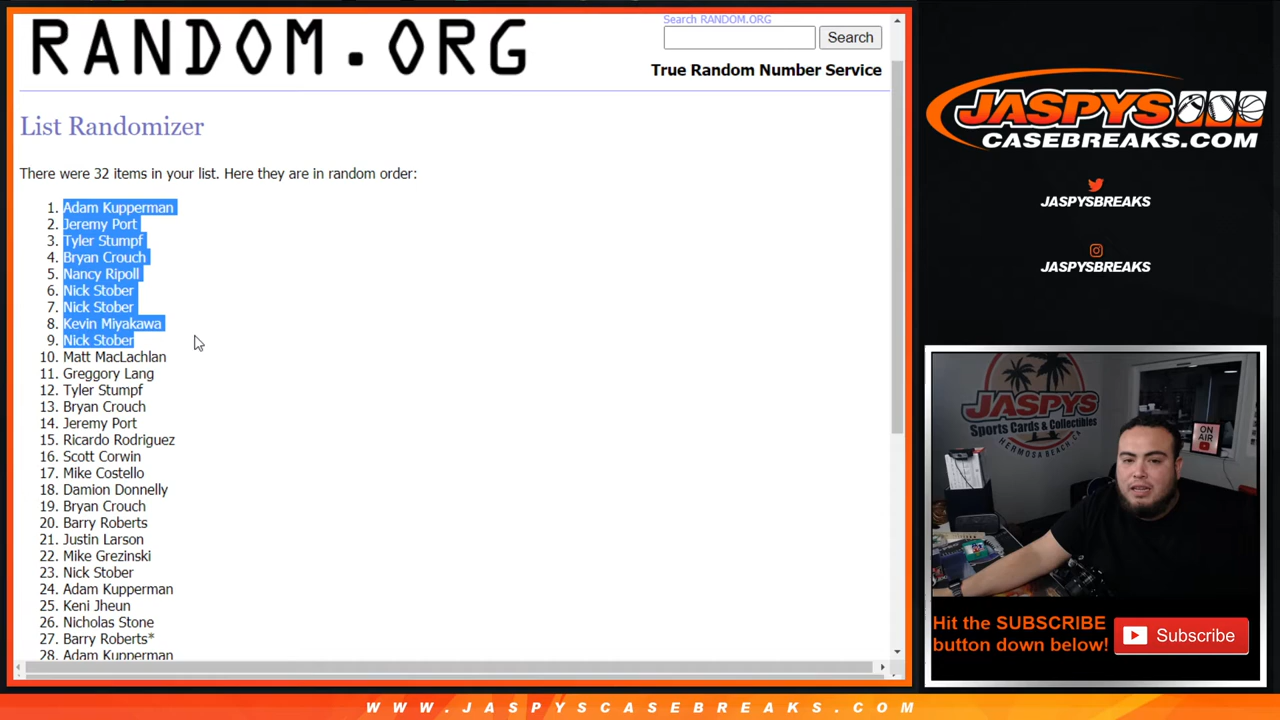 RANDOM.ORG
Search RANDOM.ORG
Search
True Random Number Service
List Randomizer
There were 32 items in your list. Here they are in random order:
1. Adam Kupperman
2. Jeremy Port
3. Tyler Stumpf
4. Bryan Crouch
5. Nancy Ripoll
6. Nick Stober
7. Nick Stober
8. Kevin Miyakawa
9. Nick Stober
10. Matt MacLachlan
11. Greggory Lang
12. Tyler Stumpf
13. Bryan Crouch
14. Jeremy Port
15. Ricardo Rodriguez
16. Scott Corwin
17. Mike Costello
18. Damion Donnelly
19. Bryan Crouch
20. Barry Roberts
21. Justin Larson
22. Mike Grezinski
23. Nick Stober
24. Adam Kupperman
25. Keni Jheun
26. Nicholas Stone
27. Barry Roberts*
28. Adam Kupperman
JASPYS
CASEBREAKS.COM
JASPYSBREAKS
JASPYSBREAKS
JASPYS
Sports Cards & Collectibles
HERMOSA BEACH, CA
ON
AIR
Hit the SUBSCRIBE
button down below!
Subscribe
WWW.JASPYSCASEBREAKS.COM